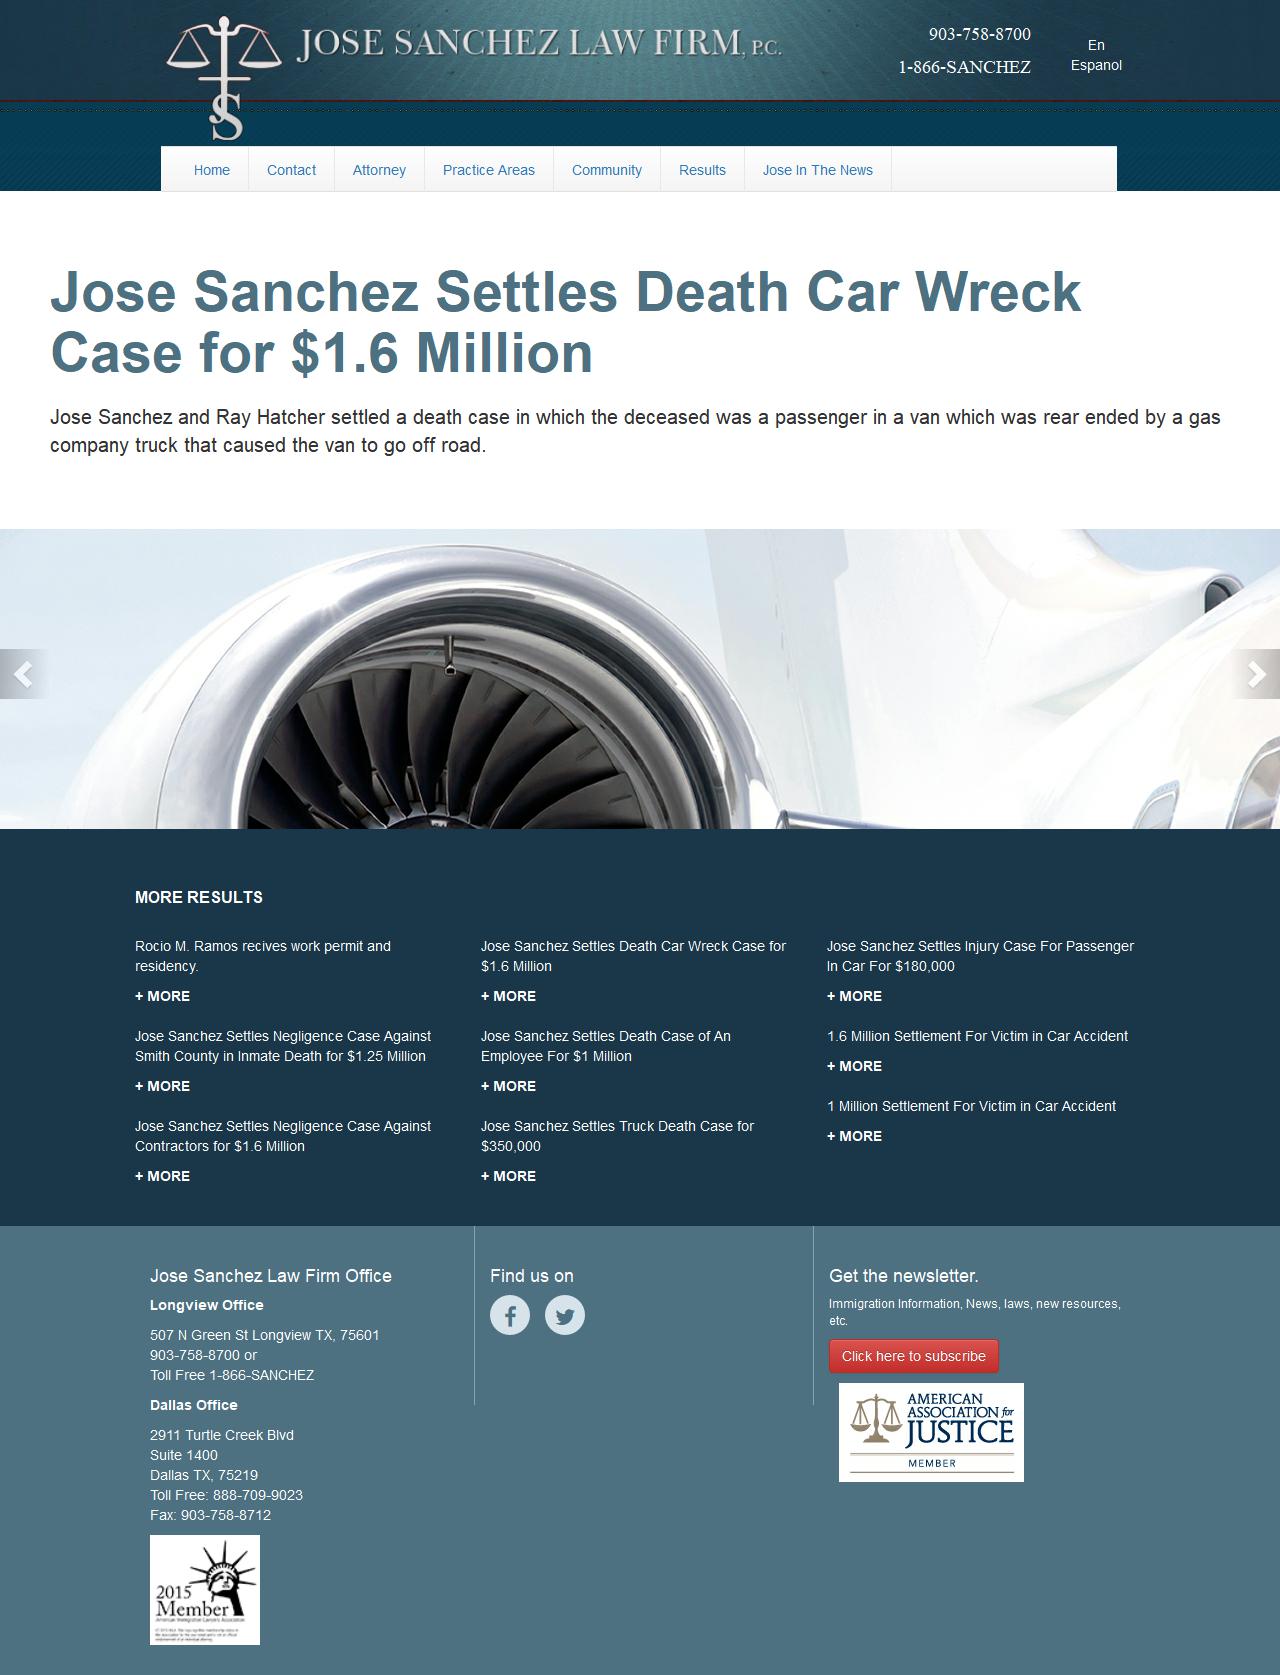 JOSE SANCHEZ LAW FIRM, P.C.
JS
903-758-8700
1-866-SANCHEZ
En
Espanol
Home
Contact
Attorney
Practice Areas
Community
Results
Jose In The News
Jose Sanchez Settles Death Car Wreck
Case for $1.6 Million
Jose Sanchez and Ray Hatcher settled a death case in which the deceased was a passenger in a van which was rear ended by a gas
company truck that caused the van to go off road.
MORE RESULTS
Rocio M. Ramos recives work permit and
residency.
+ MORE
Jose Sanchez Settles Negligence Case Against
Smith County in Inmate Death for $1.25 Million
+ MORE
Jose Sanchez Settles Negligence Case Against
Contractors for $1.6 Million
+ MORE
Jose Sanchez Settles Death Car Wreck Case for
$1.6 Million
+ MORE
Jose Sanchez Settles Death Case of An
Employee For $1 Million
+ MORE
Jose Sanchez Settles Truck Death Case for
$350,000
+ MORE
Jose Sanchez Settles Injury Case For Passenger
In Car For $180,000
+ MORE
1.6 Million Settlement For Victim in Car Accident
+ MORE
1 Million Settlement For Victim in Car Accident
+ MORE
Jose Sanchez Law Firm Office
Longview Office
507 N Green St Longview TX, 75601
903-758-8700 or
Toll Free 1-866-SANCHEZ
Dallas Office
2911 Turtle Creek Blvd
Suite 1400
Dallas TX, 75219
Toll Free: 888-709-9023
Fax: 903-758-8712
2015
Member
American Immigration Lawyers Association
Find us on
Get the newsletter.
Immigration Information, News, laws, new resources,
etc.
Click here to subscribe
AMERICAN
ASSOCIATION for
JUSTICE
MEMBER